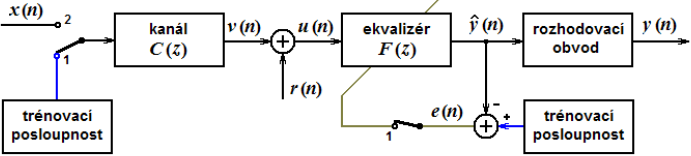 x(n)
2
1
trénovací
posloupnost
kanál
C(z)
v(n)
+
r(n)
u(n)
ekvalizér
F(z)
ŷ(n)
rozhodovací
obvod
y(n)
1
e(n)
−
+
+
trénovací
posloupnost